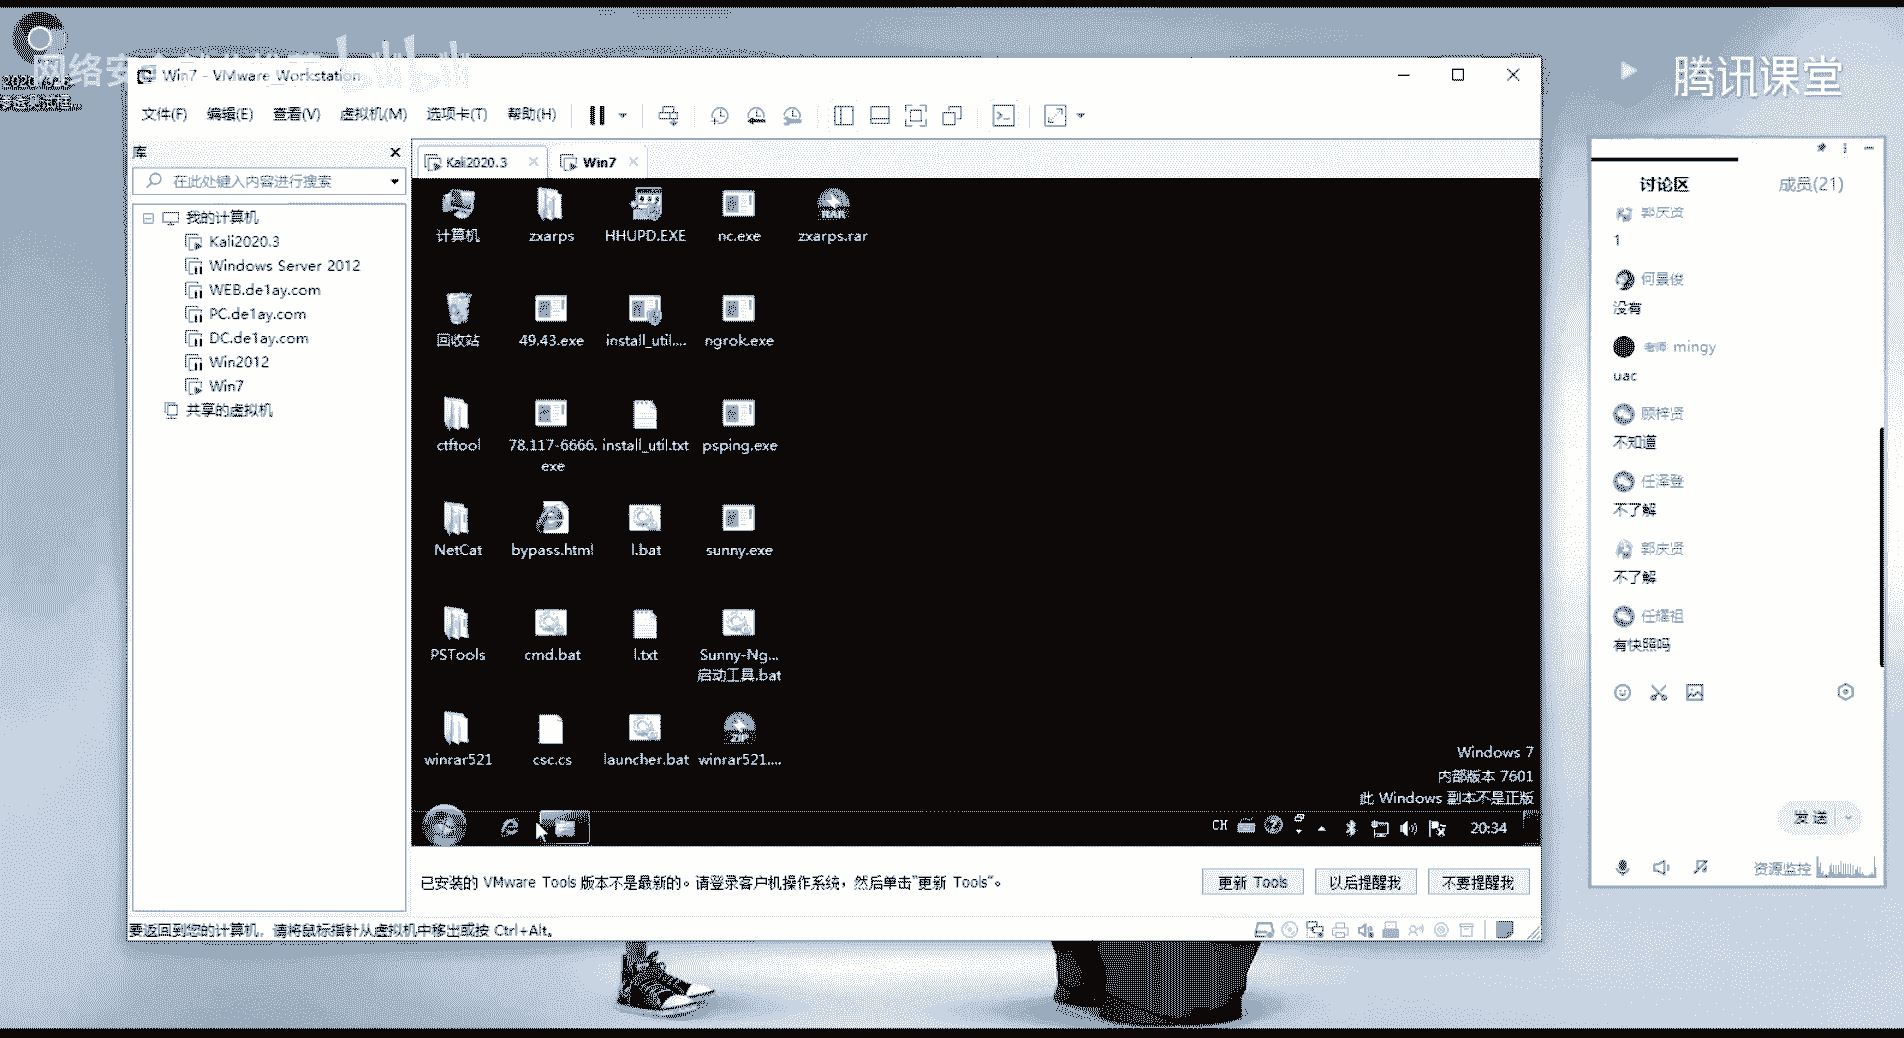 Win7 - VMware Workstation
腾讯课堂
文件(F) 编辑(E) 查看(V) 虚拟机(M) 选项卡(T) 帮助(H)
库
在此处键入内容进行搜索
我的计算机
Kali2020.3
Windows Server 2012
WEB.de1ay.com
PC.de1ay.com
DC.de1ay.com
Win2012
Win7
共享的虚拟机
Kali2020.3 Win7
计算机 zxarps HHUPD.EXE nc.exe zxarps.rar
回收站 49.43.exe install_util.... ngrok.exe
ctftool 78.117-6666. install_util.txt psping.exe
exe
NetCat bypass.html l.bat sunny.exe
PSTools cmd.bat l.txt Sunny-Ng...
启动工具.bat
winrar521 csc.cs launcher.bat winrar521....
Windows 7
内部版本 7601
此 Windows 副本不是正版
CH 20:34
已安装的 VMware Tools 版本不是最新的。请登录客户机操作系统，然后单击“更新 Tools”。
更新 Tools 以后提醒我 不要提醒我
要返回到您的计算机，请将鼠标指针从虚拟机中移出或按 Ctrl+Alt。
讨论区 成员(21)
郭庆贤
1
何景俊
没有
老师 mingy
uac
顾梓贤
不知道
任泽登
不了解
郭庆贤
不了解
任耀祖
有快照吗
发送
资源监控